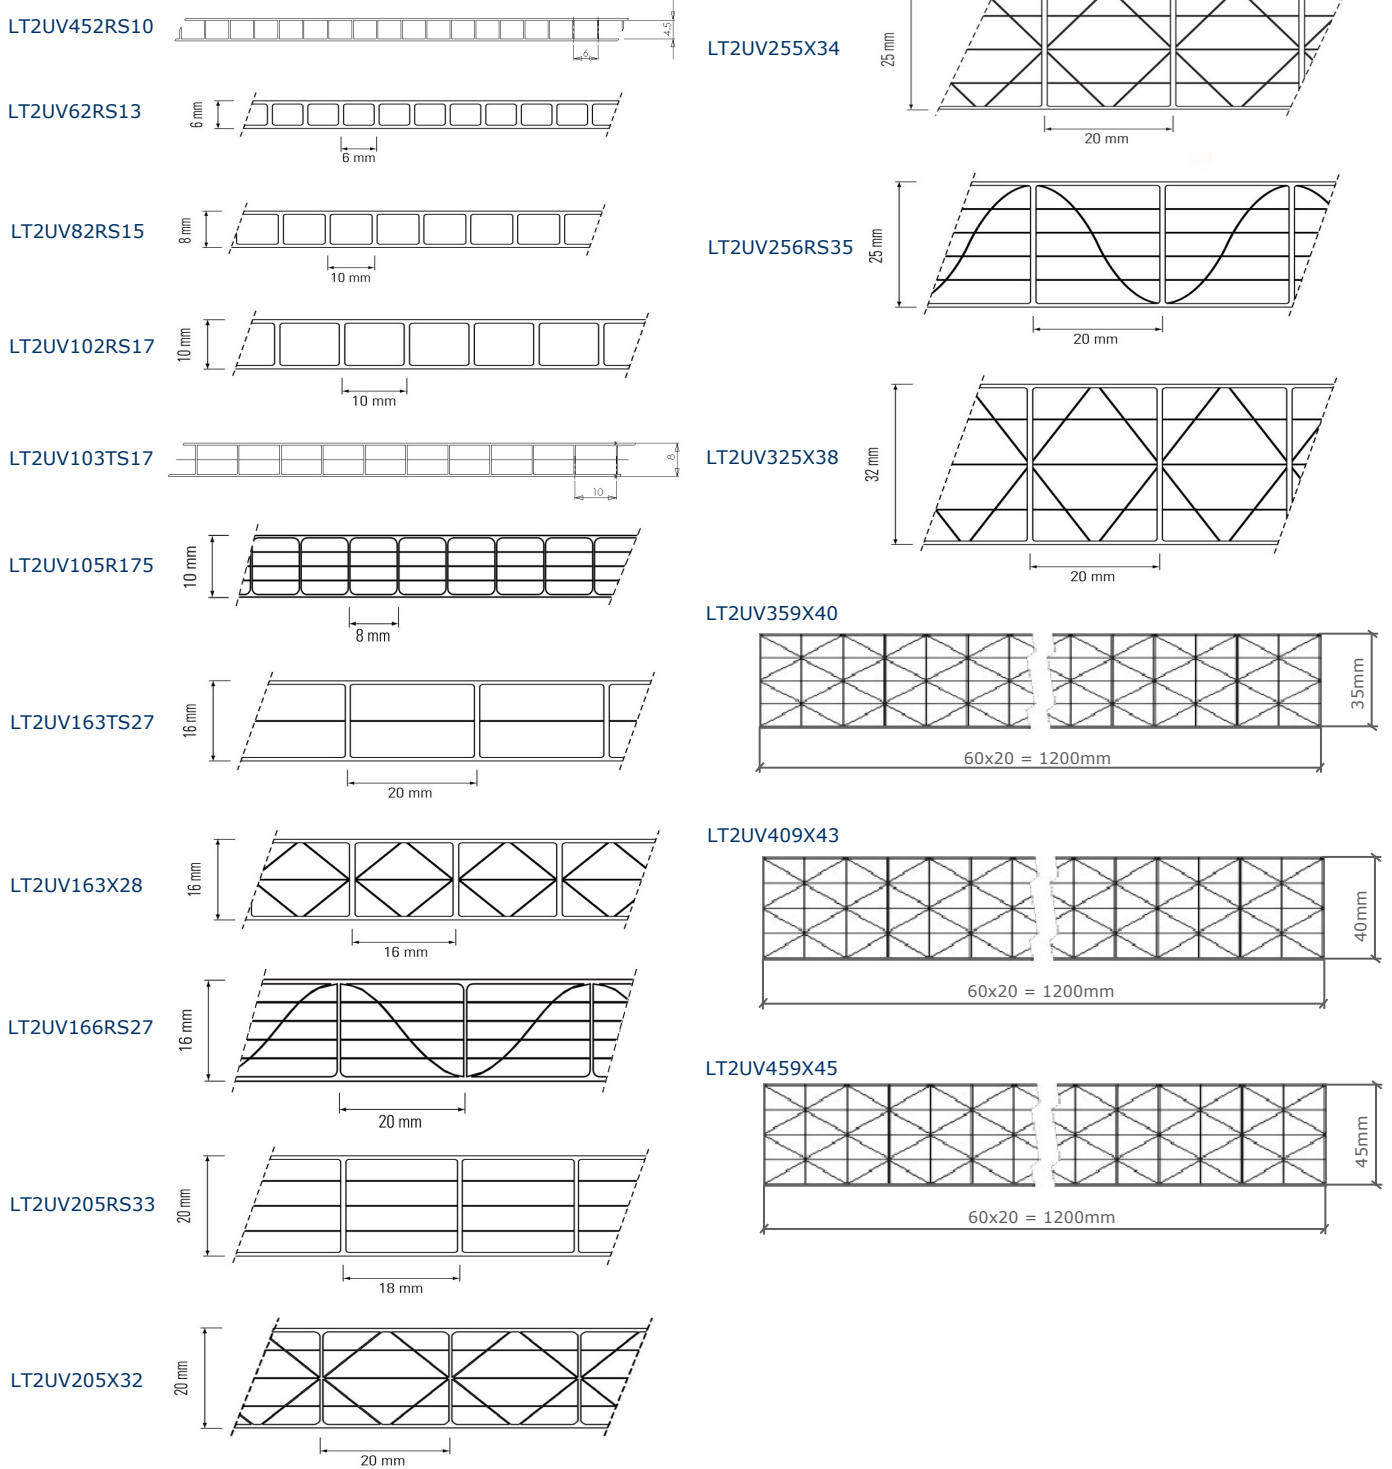 LT2UV452RS10
4.5
6
LT2UV62RS13
6 mm
6 mm
LT2UV82RS15
8 mm
10 mm
LT2UV102RS17
10 mm
10 mm
LT2UV103TS17
8
10
LT2UV105R175
10 mm
8 mm
LT2UV163TS27
16 mm
20 mm
LT2UV163X28
16 mm
16 mm
LT2UV166RS27
16 mm
20 mm
LT2UV205RS33
20 mm
18 mm
LT2UV205X32
20 mm
20 mm
LT2UV255X34
25 mm
20 mm
LT2UV256RS35
25 mm
20 mm
LT2UV325X38
32 mm
20 mm
LT2UV359X40
35mm
60x20 = 1200mm
LT2UV409X43
40mm
60x20 = 1200mm
LT2UV459X45
45mm
60x20 = 1200mm